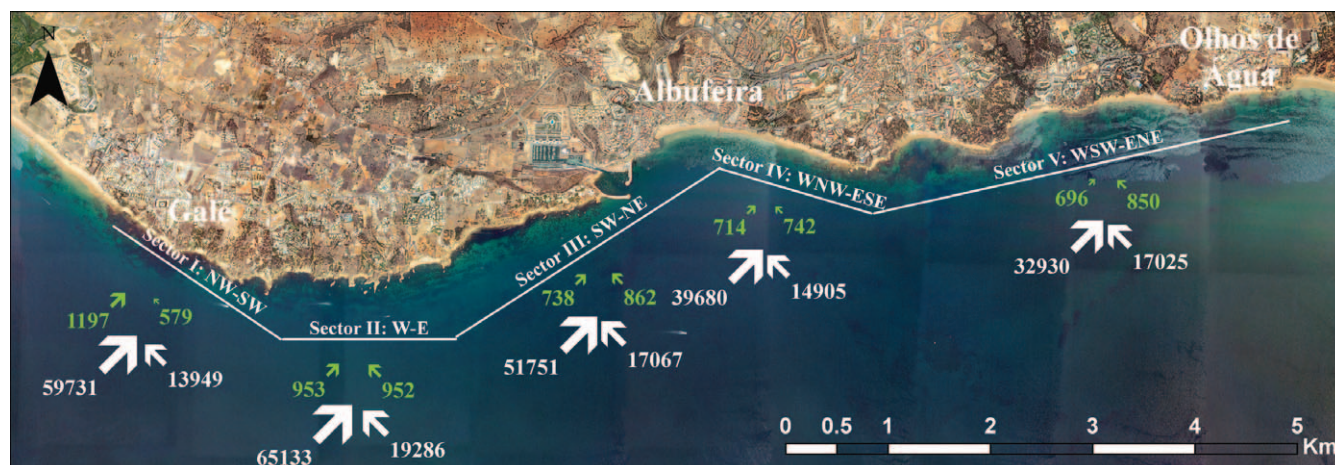 N
Olhos de
Água
Albufeira
Galé
Sector I: NW-SW
Sector II: W-E
Sector III: SW-NE
Sector IV: WNW-ESE
Sector V: WSW-ENE
1197
579
59731
13949
953
952
65133
19286
738
862
51751
17067
714
742
39680
14905
696
850
32930
17025
0 0.5 1 2 3 4 5
Km